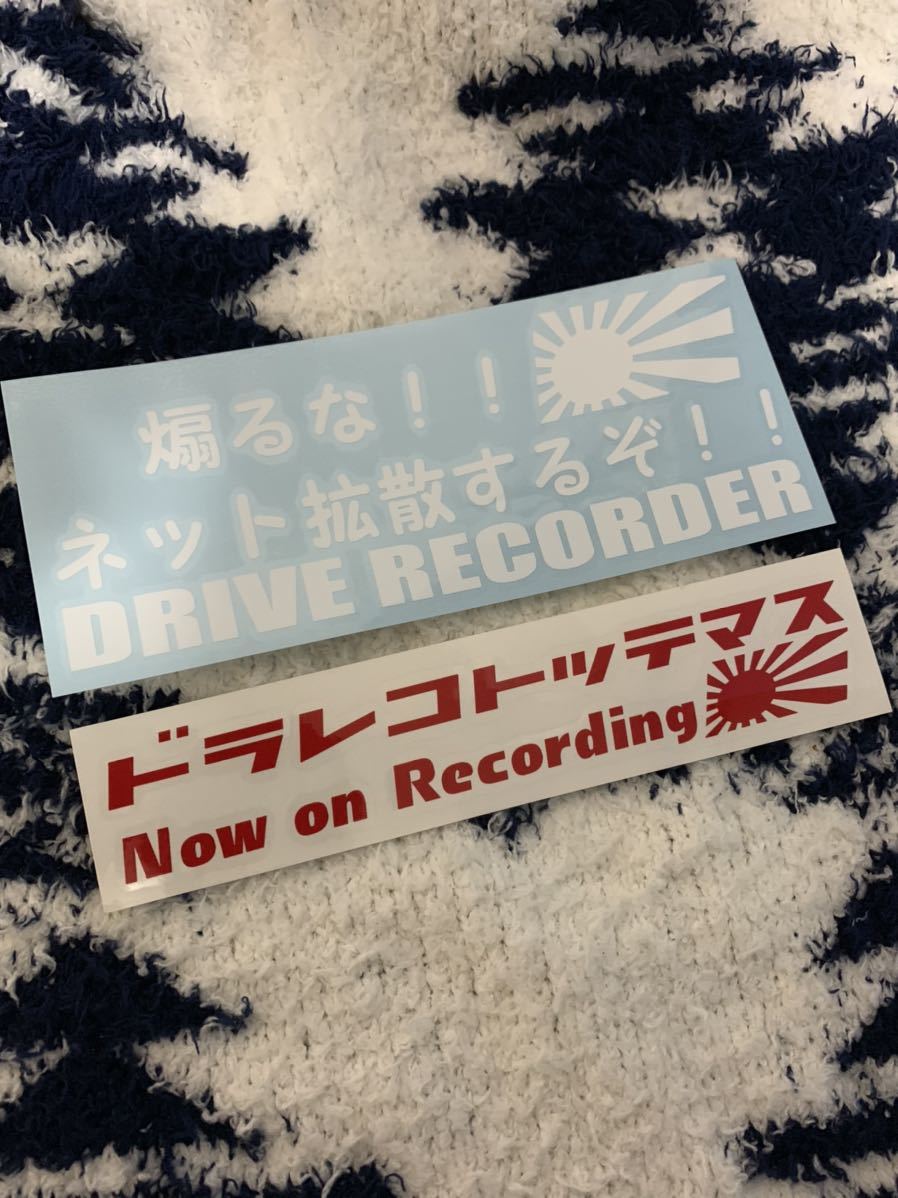 煽るな！！
ネット拡散するぞ！！
DRIVE RECORDER
ドラレコトッテマス
Now on Recording